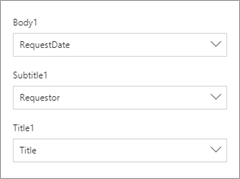 Body1
RequestDate
Subtitle1
Requestor
Title1
Title